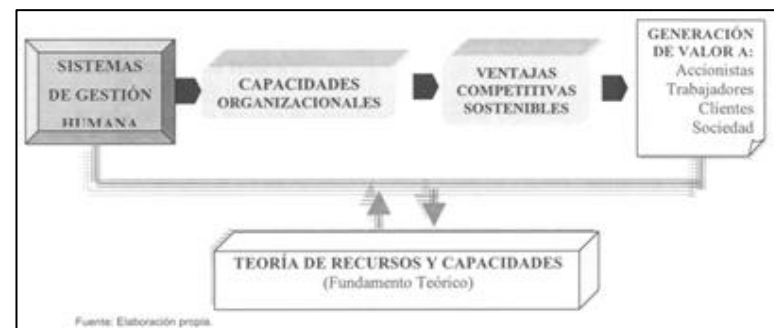 SISTEMAS
DE GESTIÓN
HUMANA
CAPACIDADES
ORGANIZACIONALES
VENTAJAS
COMPETITIVAS
SOSTENIBLES
GENERACIÓN
DE VALOR A:
Accionistas
Trabajadores
Clientes
Sociedad
TEORÍA DE RECURSOS Y CAPACIDADES
(Fundamento Teórico)
Fuente: Elaboración propia.